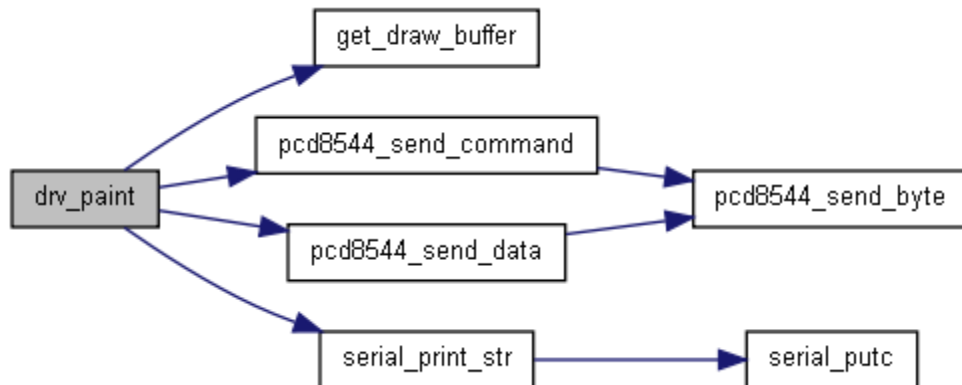 get_draw_buffer
pcd8544_send_command
drv_paint
pcd8544_send_byte
pcd8544_send_data
serial_print_str
serial_putc